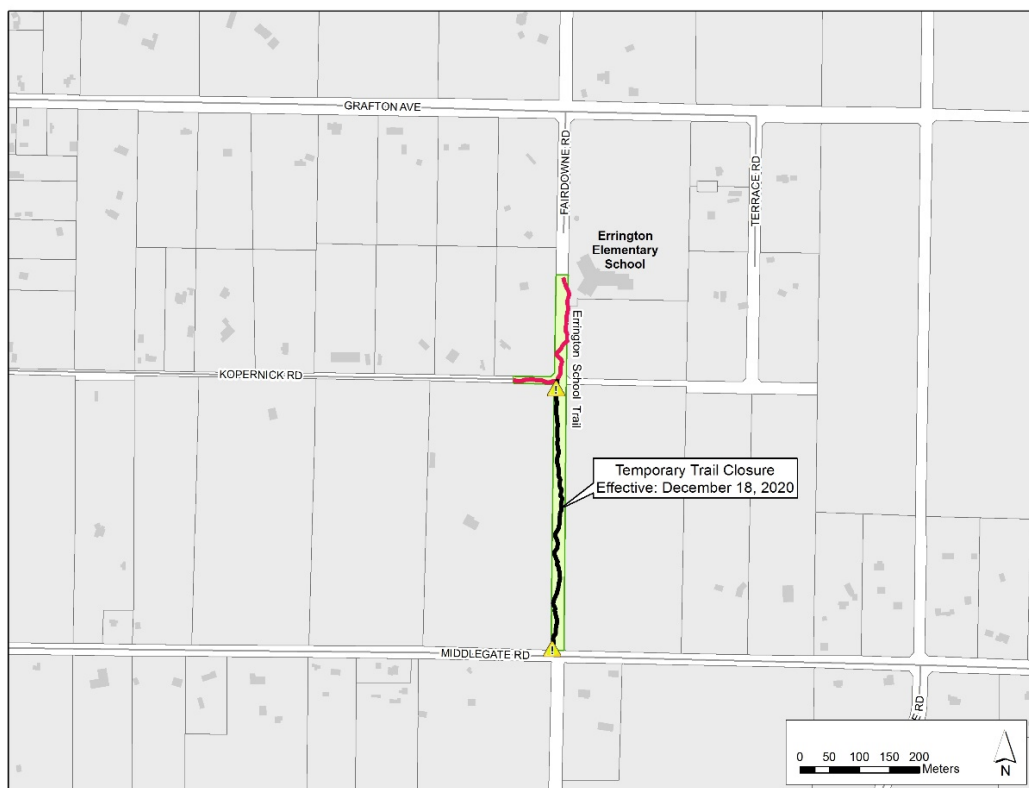 GRAFTON AVE
FAIRDOWNE RD
TERRACE RD
Errington
Elementary
School
Errington School Trail
KOPERNICK RD
Temporary Trail Closure
Effective: December 18, 2020
MIDDLEGATE RD
E RD
0 50 100 150 200
Meters
N